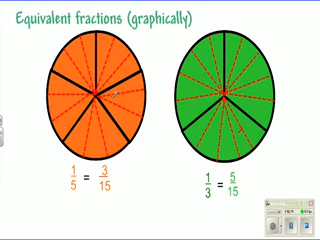 Equivalent fractions (graphically)
1/5 = 3/15
1/3 = 5/15